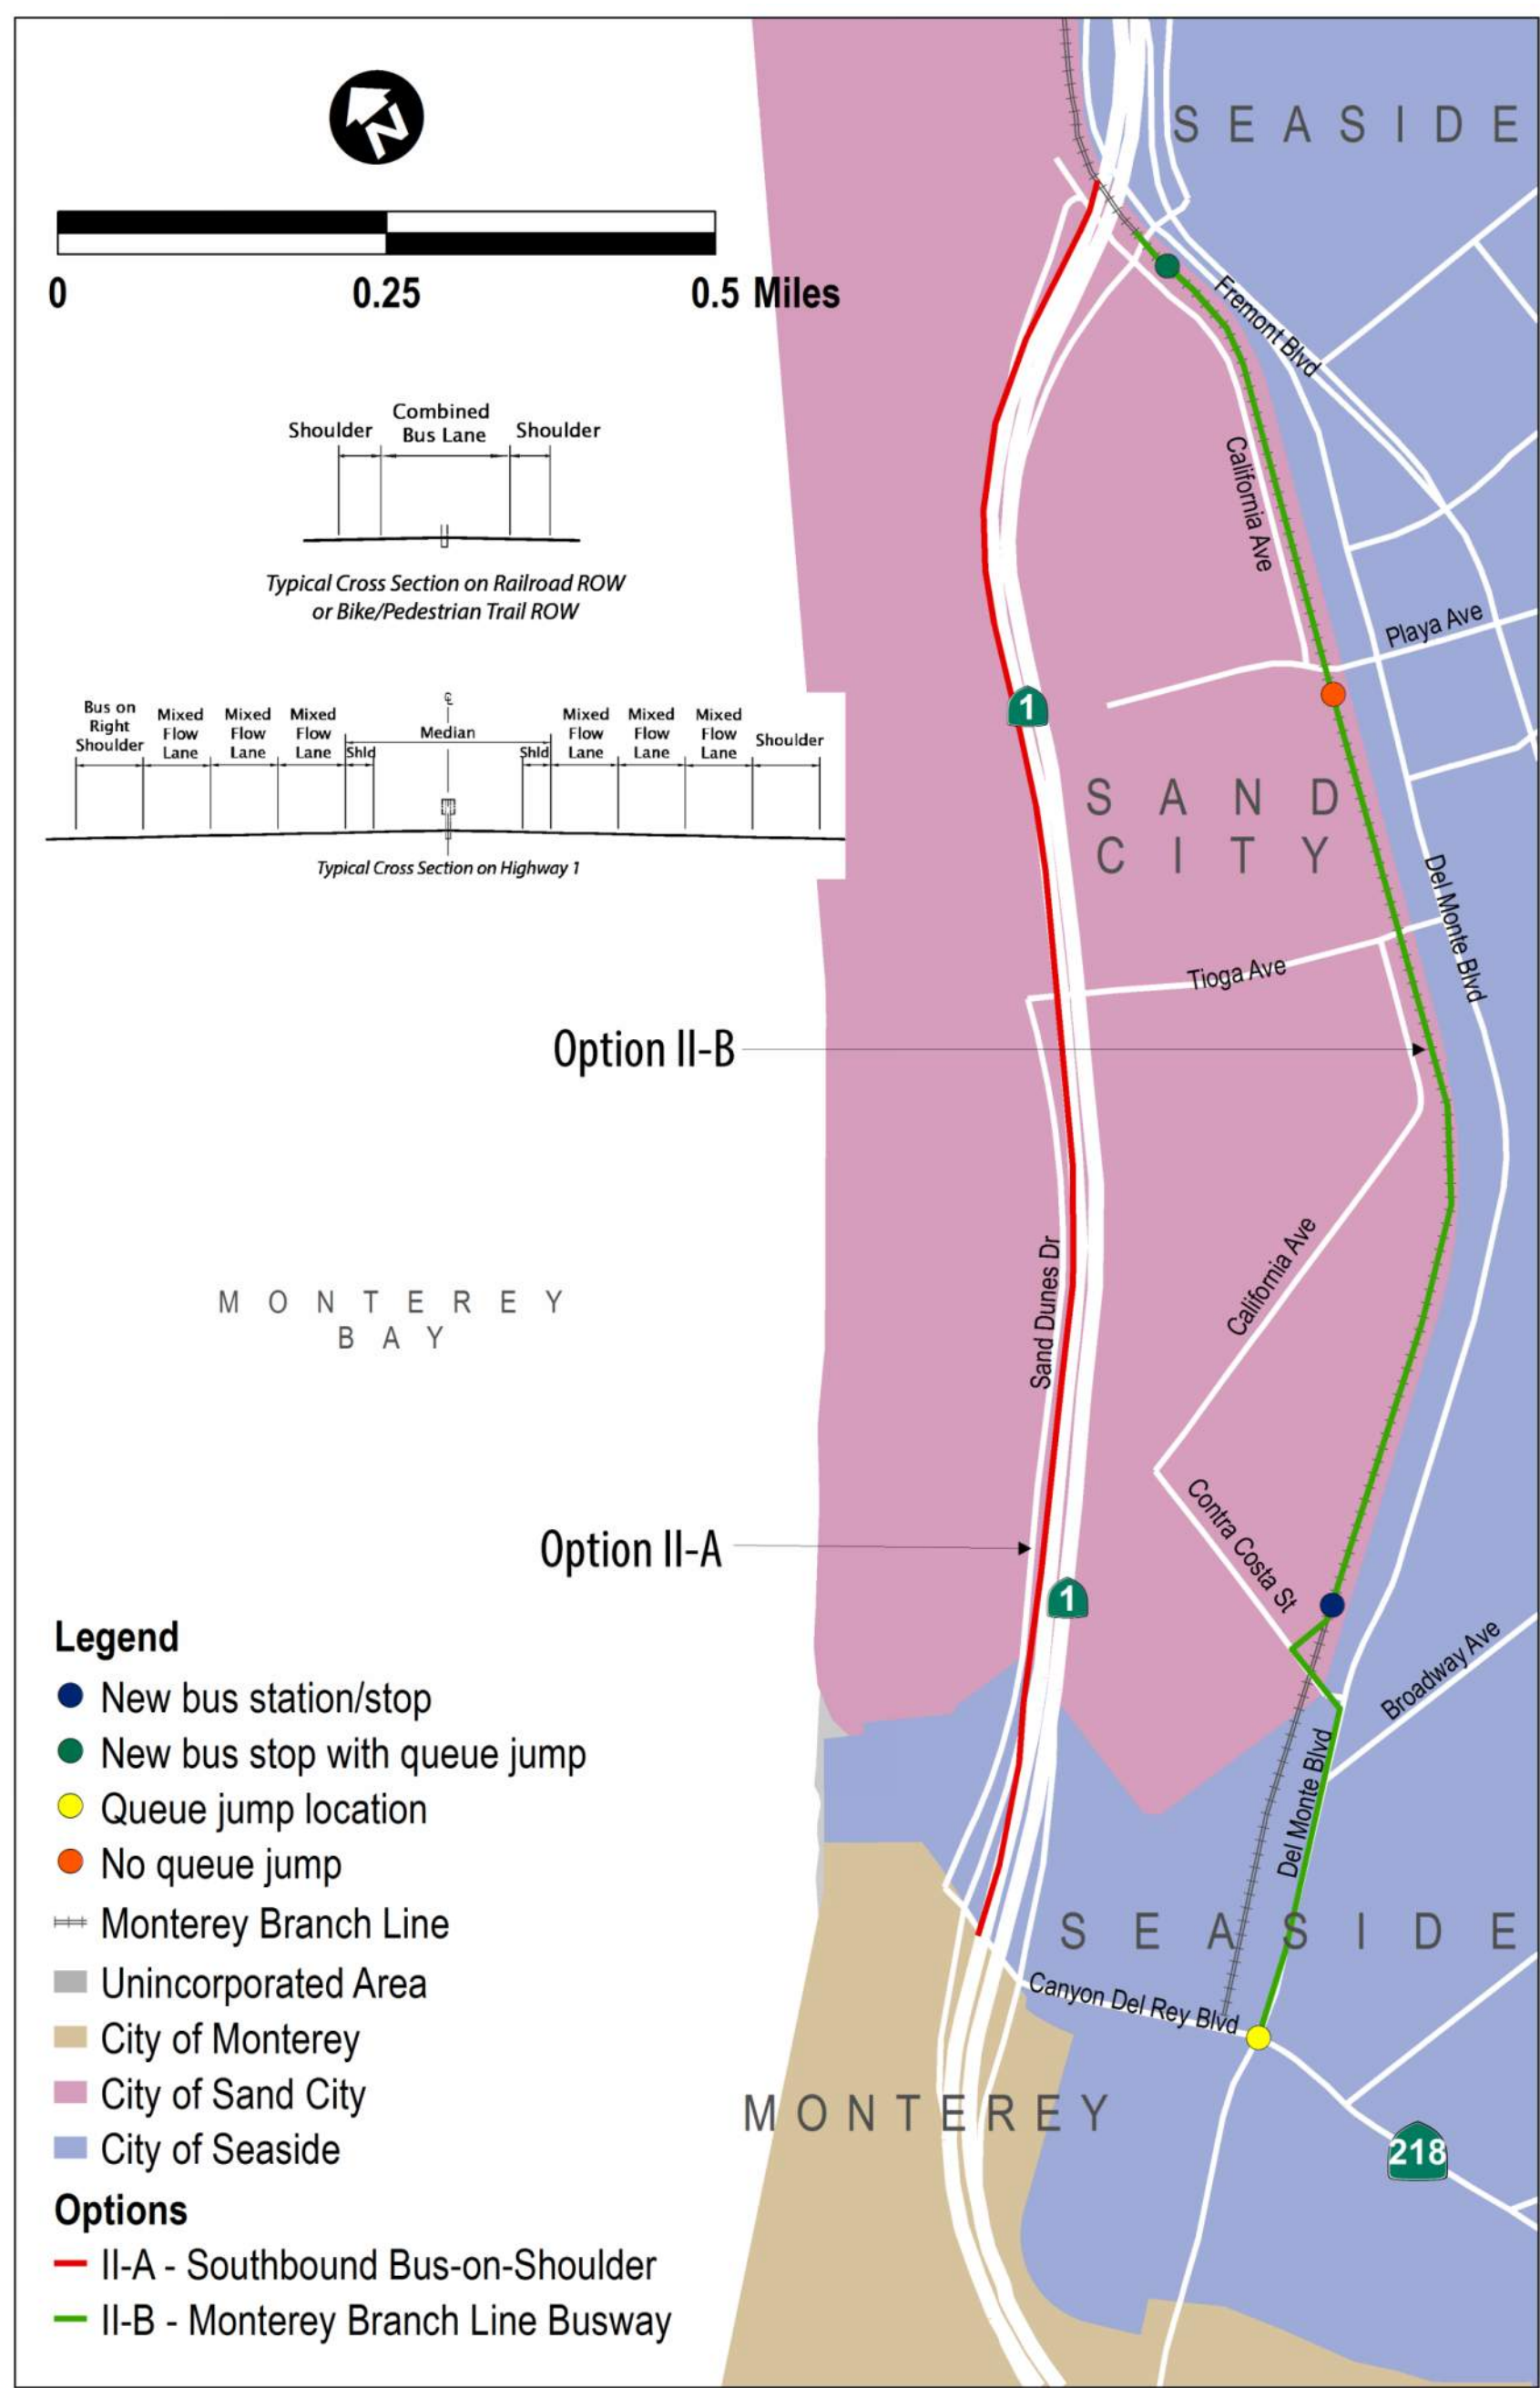 N
0 0.25 0.5 Miles
Shoulder
Combined
Bus Lane
Shoulder
Typical Cross Section on Railroad ROW
or Bike/Pedestrian Trail ROW
Bus on
Right
Shoulder
Mixed
Flow
Lane
Mixed
Flow
Lane
Mixed
Flow
Lane
Shld
Median
Shld
Mixed
Flow
Lane
Mixed
Flow
Lane
Mixed
Flow
Lane
Shoulder
Typical Cross Section on Highway 1
SEASIDE
Fremont Blvd
California Ave
Playa Ave
1
SAND
CITY
Del Monte Blvd
Tioga Ave
Option II-B
MONTEREY
BAY
Sand Dunes Dr
California Ave
Contra Costa St
Option II-A
1
Broadway Ave
Del Monte Blvd
SEASIDE
Canyon Del Rey Blvd
MONTEREY
218
Legend
New bus station/stop
New bus stop with queue jump
Queue jump location
No queue jump
Monterey Branch Line
Unincorporated Area
City of Monterey
City of Sand City
City of Seaside
Options
II-A - Southbound Bus-on-Shoulder
II-B - Monterey Branch Line Busway